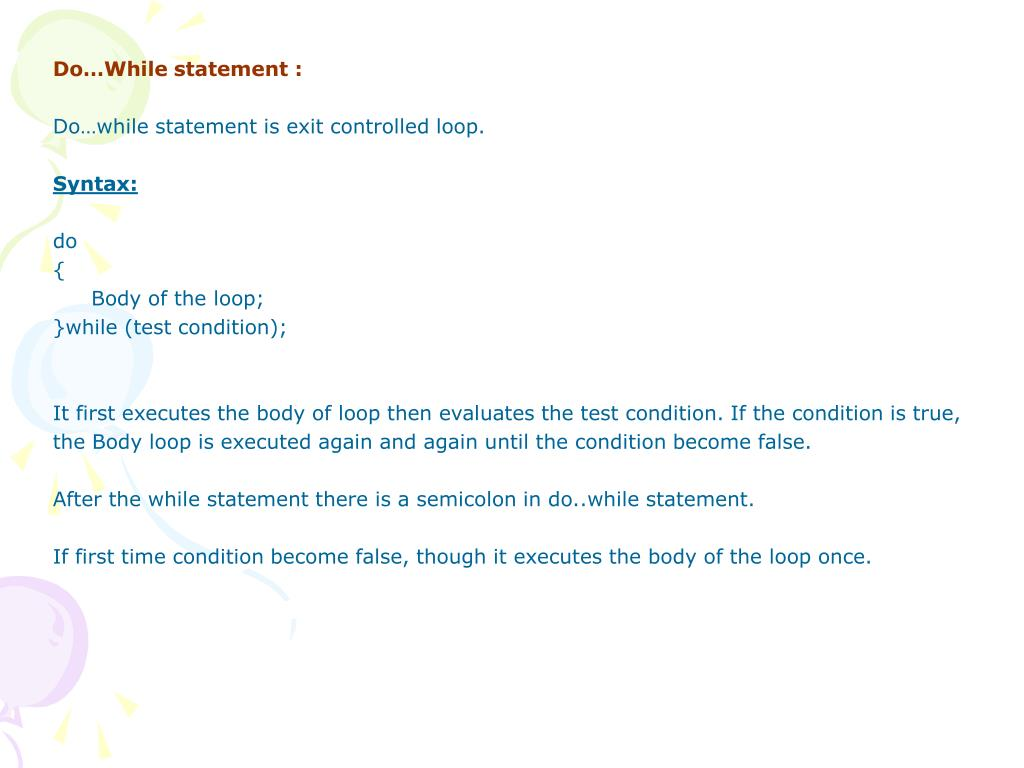 Do…While statement :
Do…while statement is exit controlled loop.
Syntax:
do
{
Body of the loop;
}while (test condition);
It first executes the body of loop then evaluates the test condition. If the condition is true,
the Body loop is executed again and again until the condition become false.
After the while statement there is a semicolon in do..while statement.
If first time condition become false, though it executes the body of the loop once.